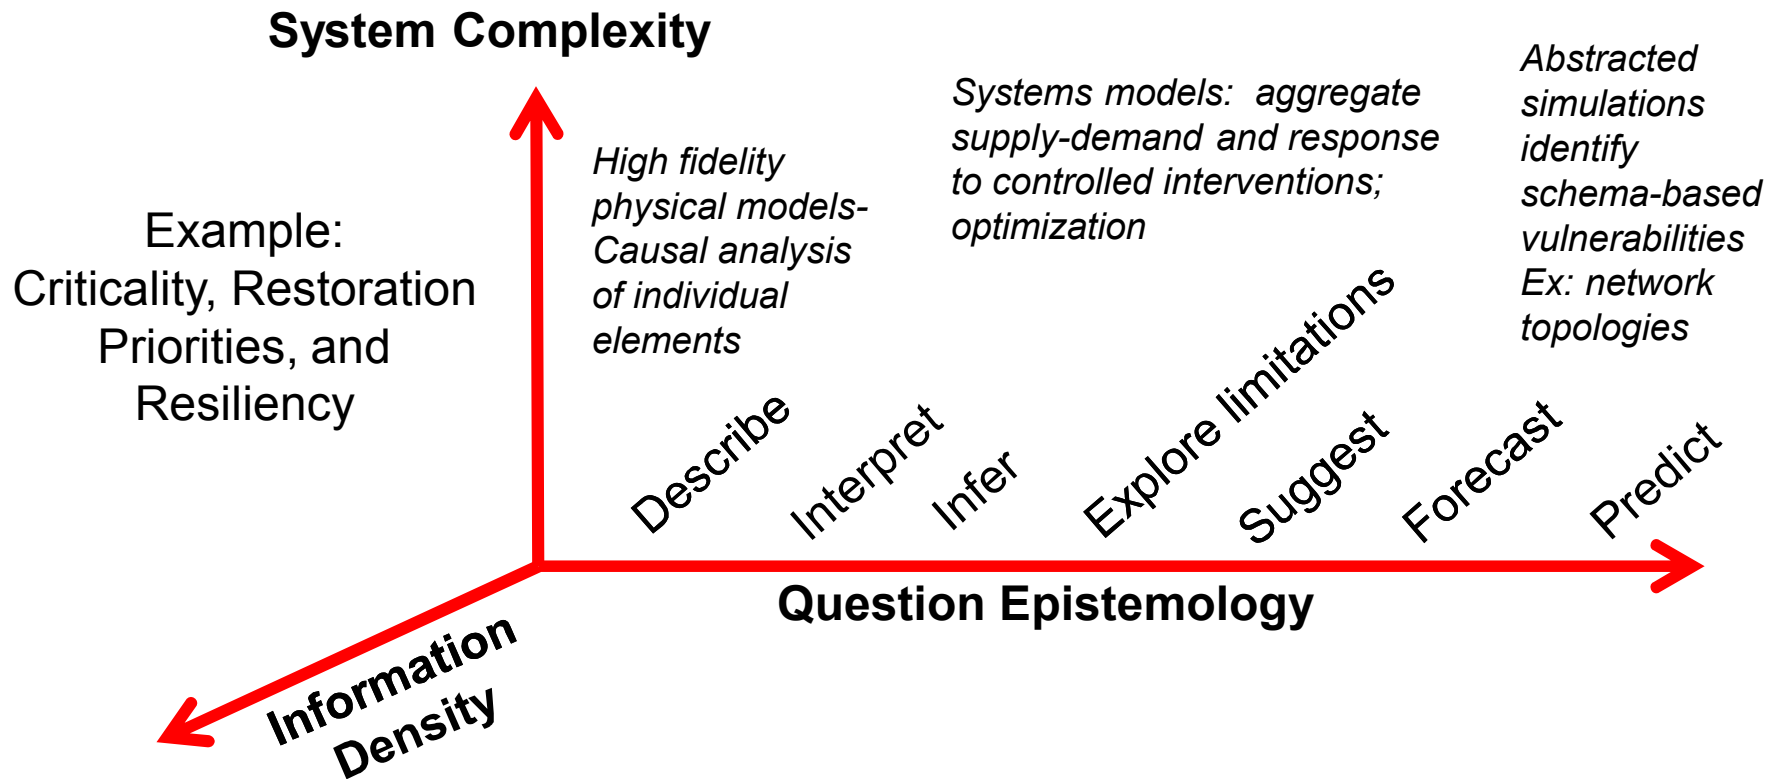 System Complexity
Example:
Criticality, Restoration
Priorities, and
Resiliency
High fidelity
physical models-
Causal analysis
of individual
elements
Systems models:  aggregate
supply-demand and response
to controlled interventions;
optimization
Abstracted
simulations
identify
schema-based
vulnerabilities
Ex: network
topologies
Describe
Interpret
Infer
Explore limitations
Suggest
Forecast
Predict
Question Epistemology
Information
Density